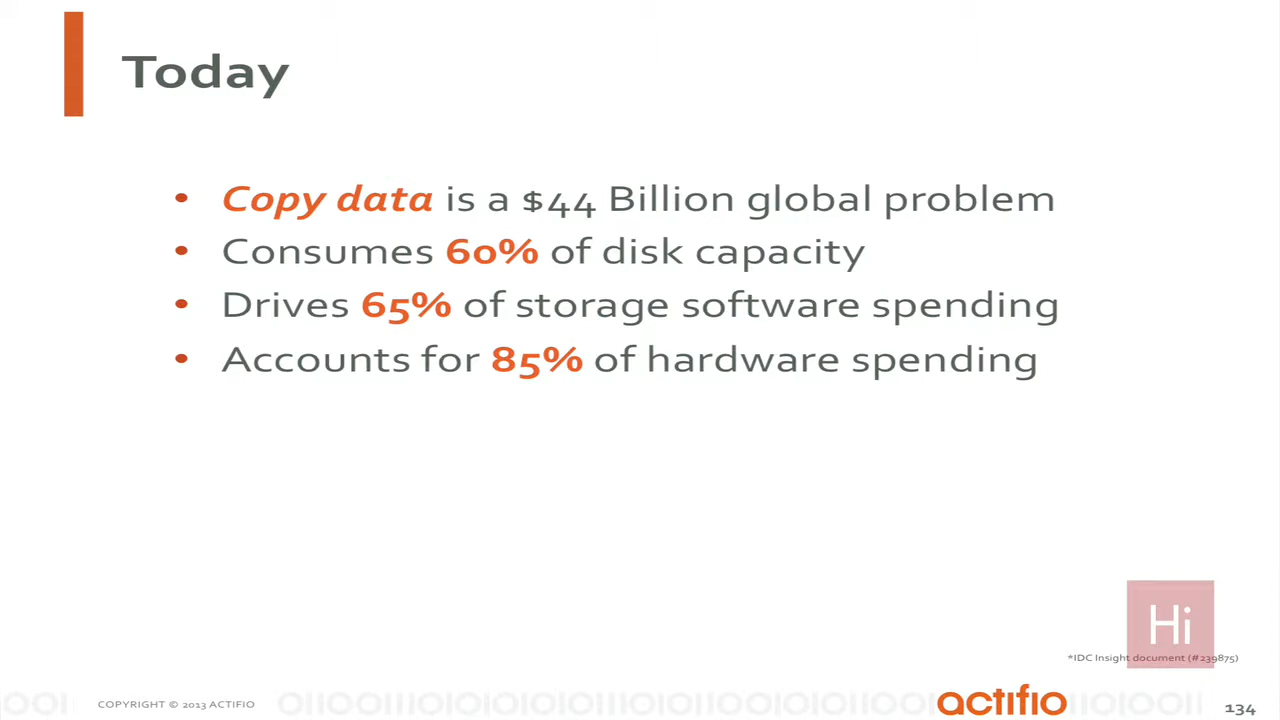 Today
• Copy data is a $44 Billion global problem
• Consumes 60% of disk capacity
• Drives 65% of storage software spending
• Accounts for 85% of hardware spending
Hi
*IDC Insight document (#239875)
COPYRIGHT © 2013 ACTIFIO
actifio
134